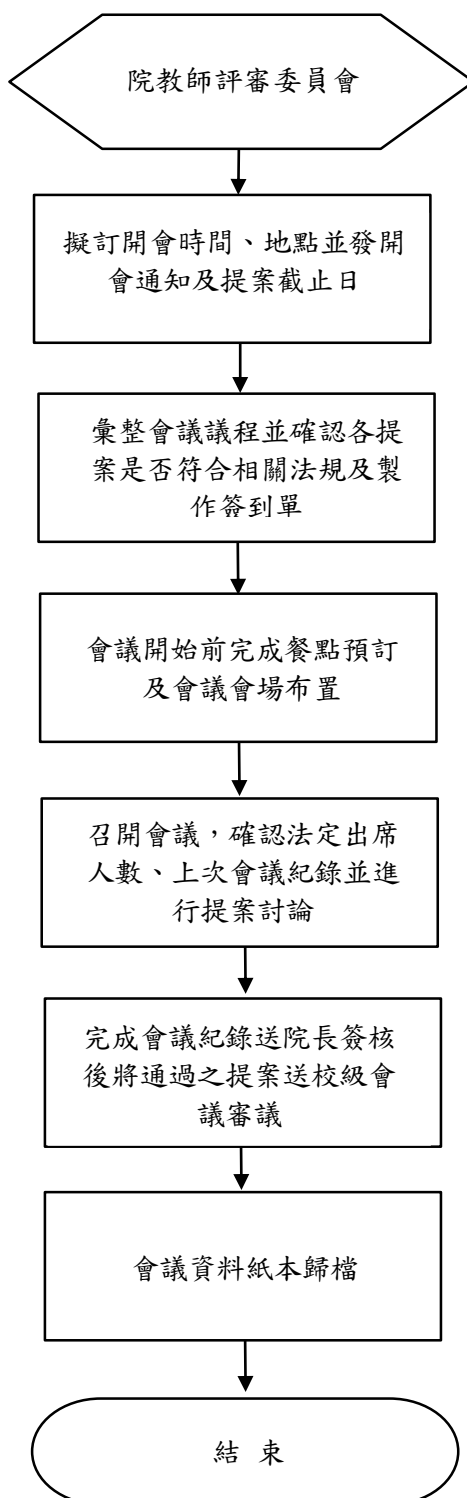 院教師評審委員會
擬訂開會時間、地點並發開
會通知及提案截止日
彙整會議議程並確認各提
案是否符合相關法規及製
作簽到單
會議開始前完成餐點預訂
及會議會場布置
召開會議，確認法定出席
人數、上次會議紀錄並進
行提案討論
完成會議紀錄送院長簽核
後將通過之提案送校級會
議審議
會議資料紙本歸檔
結 束